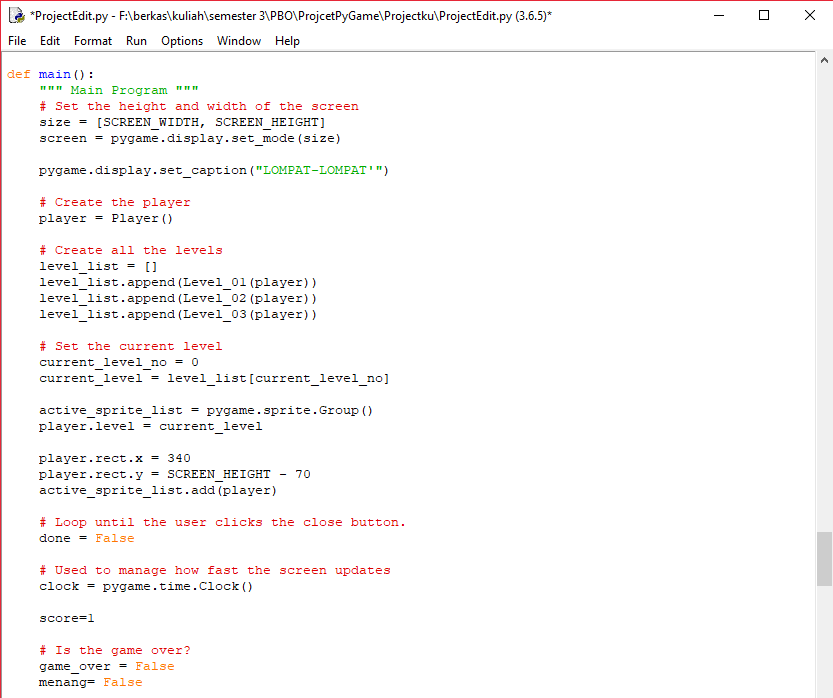 *ProjectEdit.py - F:\berkas\kuliah\semester 3\PBO\ProjcetPyGame\Projectku\ProjectEdit.py (3.6.5)*
File Edit Format Run Options Window Help
def main():
    """ Main Program """
    # Set the height and width of the screen
    size = [SCREEN_WIDTH, SCREEN_HEIGHT]
    screen = pygame.display.set_mode(size)

    pygame.display.set_caption("LOMPAT-LOMPAT'")

    # Create the player
    player = Player()

    # Create all the levels
    level_list = []
    level_list.append(Level_01(player))
    level_list.append(Level_02(player))
    level_list.append(Level_03(player))

    # Set the current level
    current_level_no = 0
    current_level = level_list[current_level_no]

    active_sprite_list = pygame.sprite.Group()
    player.level = current_level

    player.rect.x = 340
    player.rect.y = SCREEN_HEIGHT - 70
    active_sprite_list.add(player)

    # Loop until the user clicks the close button.
    done = False

    # Used to manage how fast the screen updates
    clock = pygame.time.Clock()

    score=1

    # Is the game over?
    game_over = False
    menang= False